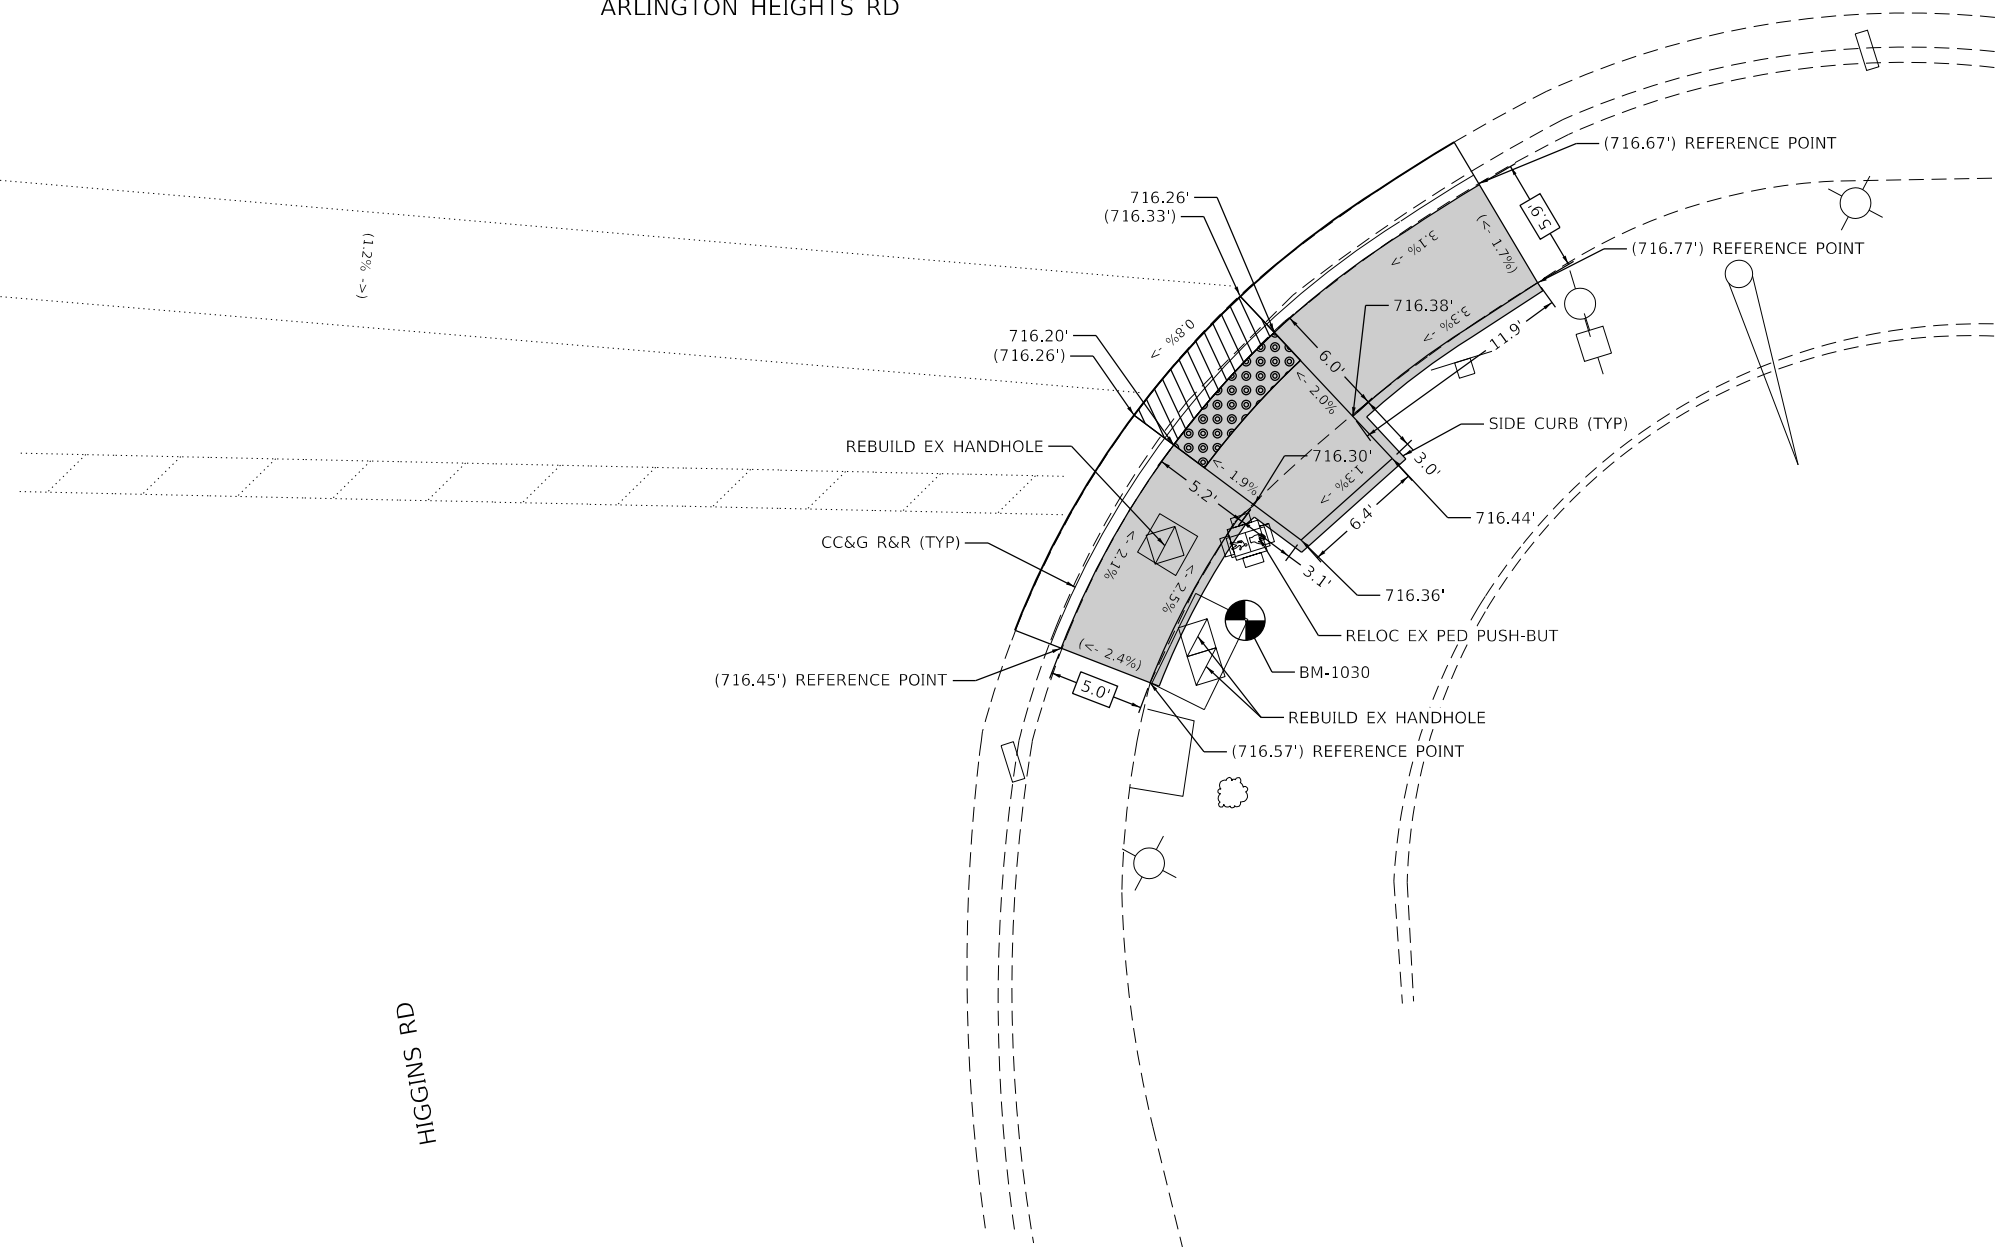 ARLINGTON HEIGHTS RD
(716.67') REFERENCE POINT
5.9'
716.26'
(716.33')
(<- 1.7%)
3.1% ->
(716.77') REFERENCE POINT
(1.2% ->)
716.38'
3.3% ->
11.9'
0.8% ->
716.20'
(716.26')
6.0'
<- 2.0%
SIDE CURB (TYP)
REBUILD EX HANDHOLE
716.30'
3.0'
<- 1.9%
1.3% ->
5.2'
6.4'
716.44'
CC&G R&R (TYP)
<- 2.1%
<- 2.5%
3.1'
716.36'
RELOC EX PED PUSH-BUT
(<- 2.4%)
BM-1030
(716.45') REFERENCE POINT
5.0'
REBUILD EX HANDHOLE
(716.57') REFERENCE POINT
HIGGINS RD